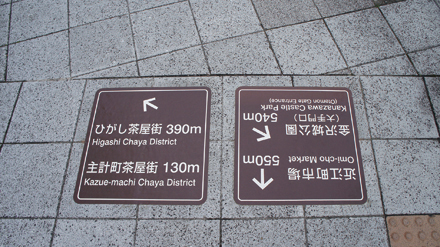 ひがし茶屋街 390m
Higashi Chaya District
主計町茶屋街 130m
Kazue-machi Chaya District
近江町市場
Omi-cho Market
550m
金沢城公園
(大手門口)
Kanazawa Castle Park
(Otemon Gate Entrance)
540m